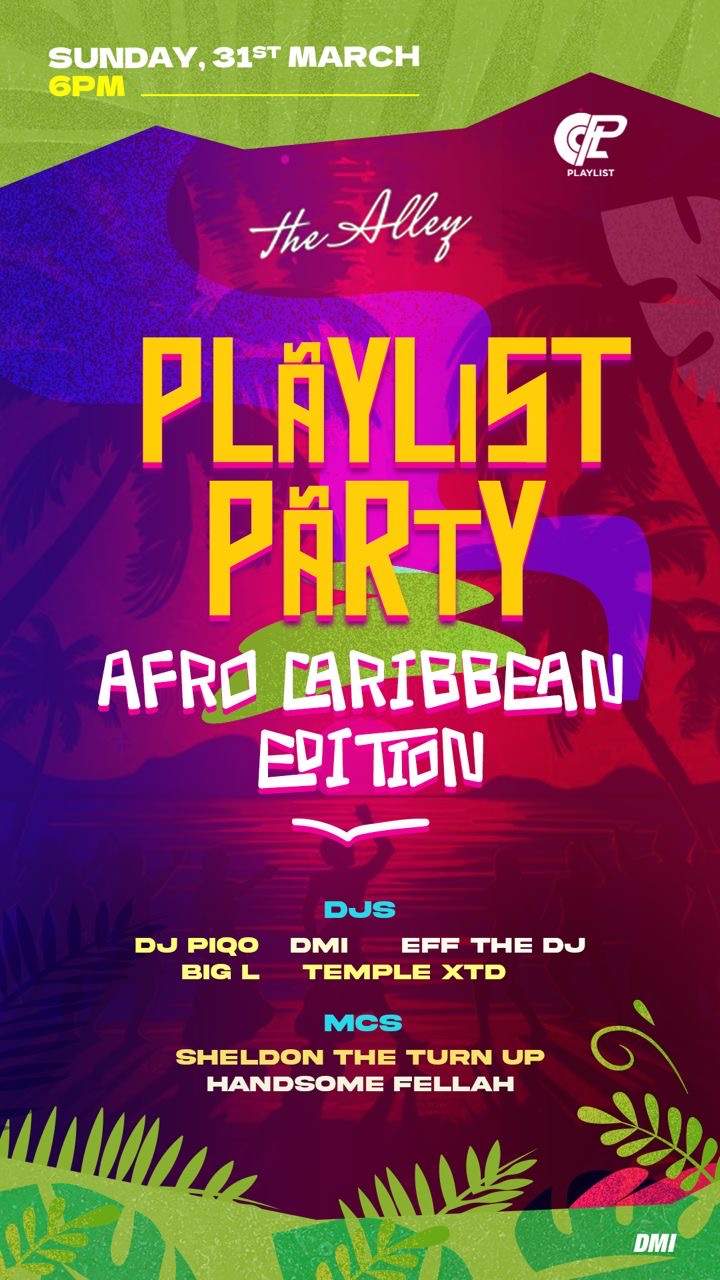 SUNDAY, 31ST MARCH
6PM
PLAYLIST
The Alley
PLAYLIST
PARTY
AFRO CARIBBEAN
EDITION
DJS
DJ PIQO DMI EFF THE DJ
BIG L TEMPLE XTD
MCS
SHELDON THE TURN UP
HANDSOME FELLAH
DMI